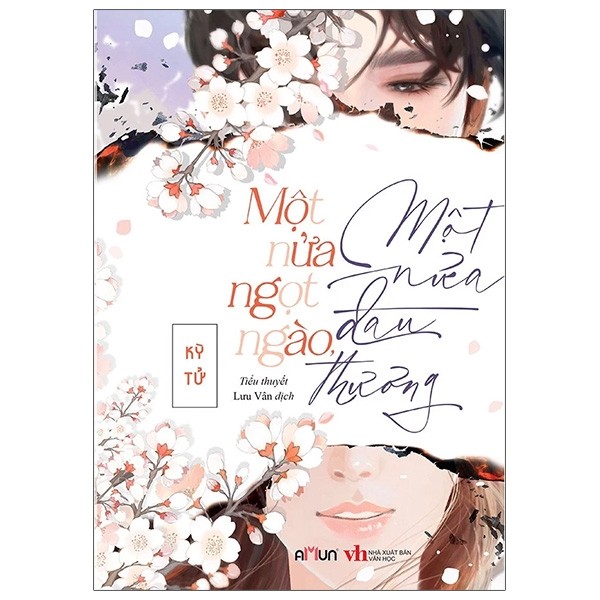 Một
nửa
ngọt
ngào,
Một
nửa
đau
thương
KỲ
TỬ
Tiểu thuyết
Lưu Vân dịch
AMUN
vh NHÀ XUẤT BẢN
VĂN HỌC